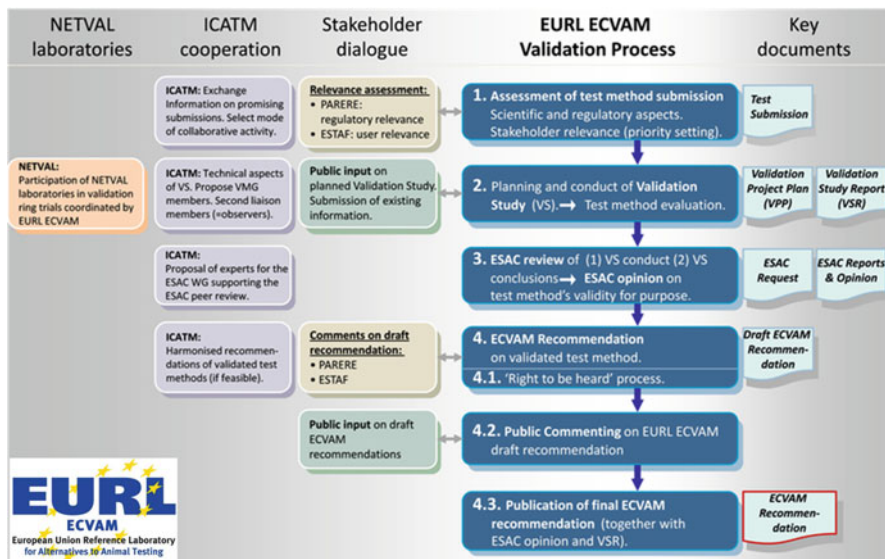 NETVAL
laboratories
ICATM
cooperation
Stakeholder
dialogue
EURL ECVAM
Validation Process
Key
documents
ICATM: Exchange
Information on promising
submissions. Select mode
of collaborative activity.
Relevance assessment:
• PARERE:
regulatory relevance
• ESTAF: user relevance
1. Assessment of test method submission
Scientific and regulatory aspects.
Stakeholder relevance (priority setting).
Test
Submission
NETVAL:
Participation of NETVAL
laboratories in validation
ring trials coordinated by
EURL ECVAM
ICATM: Technical aspects
of VS. Propose VMG
members. Second liaison
members (=observers).
Public input on
planned Validation Study.
Submission of existing
information.
2. Planning and conduct of Validation
Study (VS).→ Test method evaluation.
Validation
Project Plan
(VPP)
Validation
Study Report
(VSR)
ICATM:
Proposal of experts for the
ESAC WG supporting the
ESAC peer review.
3. ESAC review of (1) VS conduct (2) VS
conclusions→ ESAC opinion on
test method's validity for purpose.
ESAC
Request
ESAC Reports
& Opinion
ICATM:
Harmonised recommen-
dations of validated test
methods (if feasible).
Comments on draft
recommendation:
• PARERE
• ESTAF
4. ECVAM Recommendation
on validated test method.
4.1. 'Right to be heard' process.
Draft ECVAM
Recommen-
dation
Public input on draft
ECVAM
recommendations
4.2. Public Commenting on EURL ECVAM
draft recommendation
4.3. Publication of final ECVAM
recommendation (together with
ESAC opinion and VSR).
ECVAM
Recommen-
dation
EURL
ECVAM
European Union Reference Laboratory
for Alternatives to Animal Testing